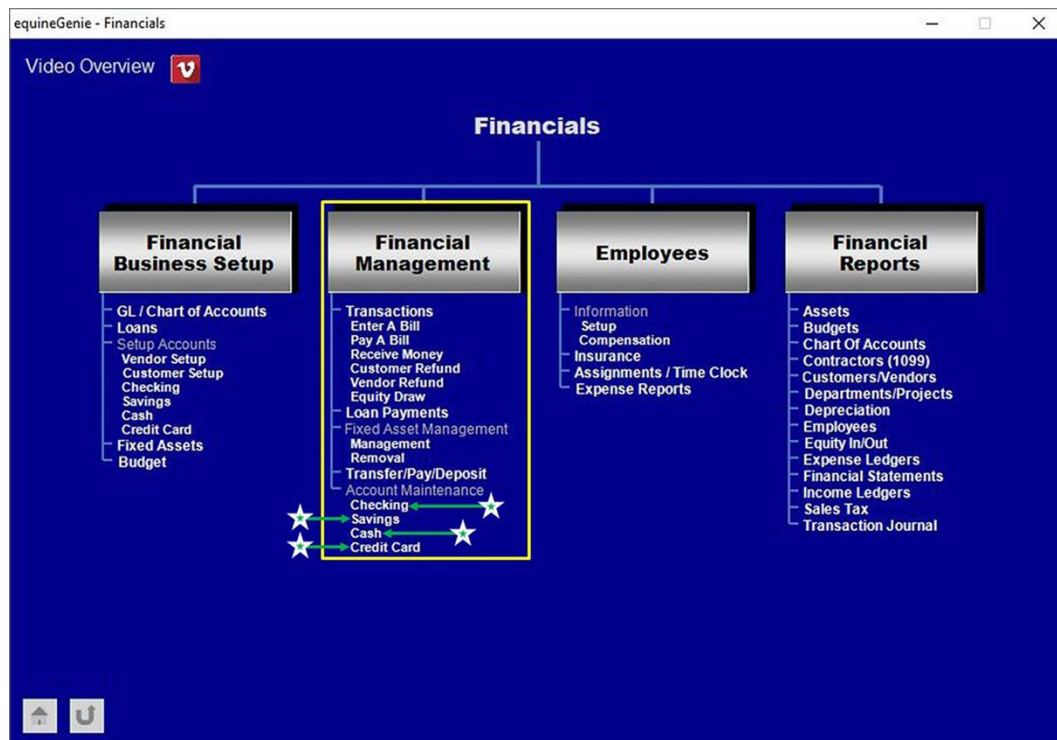 equineGenie - Financials
Video Overview
Financials
Financial
Business Setup
GL / Chart of Accounts
Loans
Setup Accounts
Vendor Setup
Customer Setup
Checking
Savings
Cash
Credit Card
Fixed Assets
Budget
Financial
Management
Transactions
Enter A Bill
Pay A Bill
Receive Money
Customer Refund
Vendor Refund
Equity Draw
Loan Payments
Fixed Asset Management
Management
Removal
Transfer/Pay/Deposit
Account Maintenance
Checking
Savings
Cash
Credit Card
Employees
Information
Setup
Compensation
Insurance
Assignments / Time Clock
Expense Reports
Financial
Reports
Assets
Budgets
Chart Of Accounts
Contractors (1099)
Customers/Vendors
Departments/Projects
Depreciation
Employees
Equity In/Out
Expense Ledgers
Financial Statements
Income Ledgers
Sales Tax
Transaction Journal